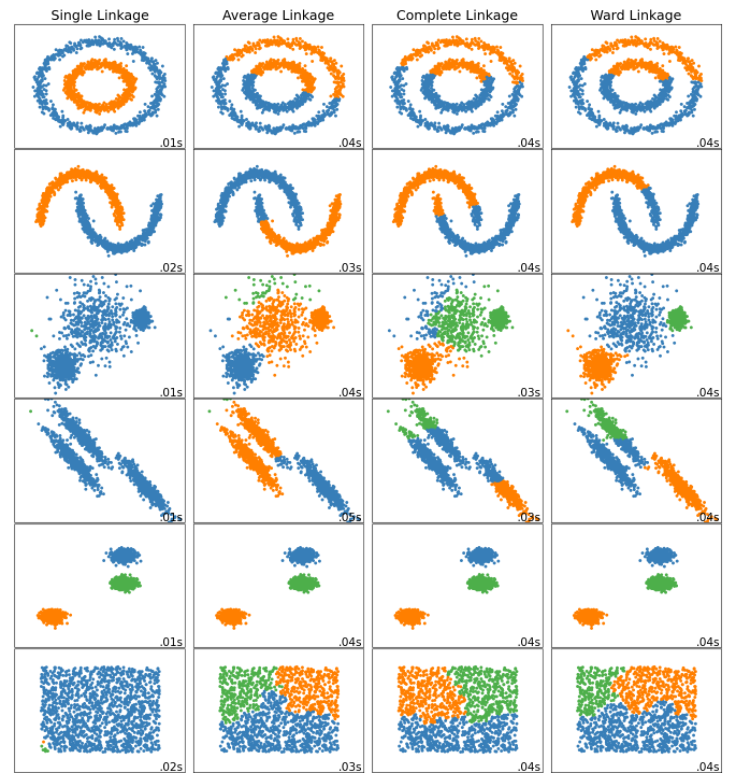 Single Linkage Average Linkage Complete Linkage Ward Linkage
.01s .04s .04s .04s
.02s .03s .04s .04s
.01s .04s .03s .04s
.01s .05s .03s .04s
.01s .04s .04s .04s
.02s .03s .04s .04s